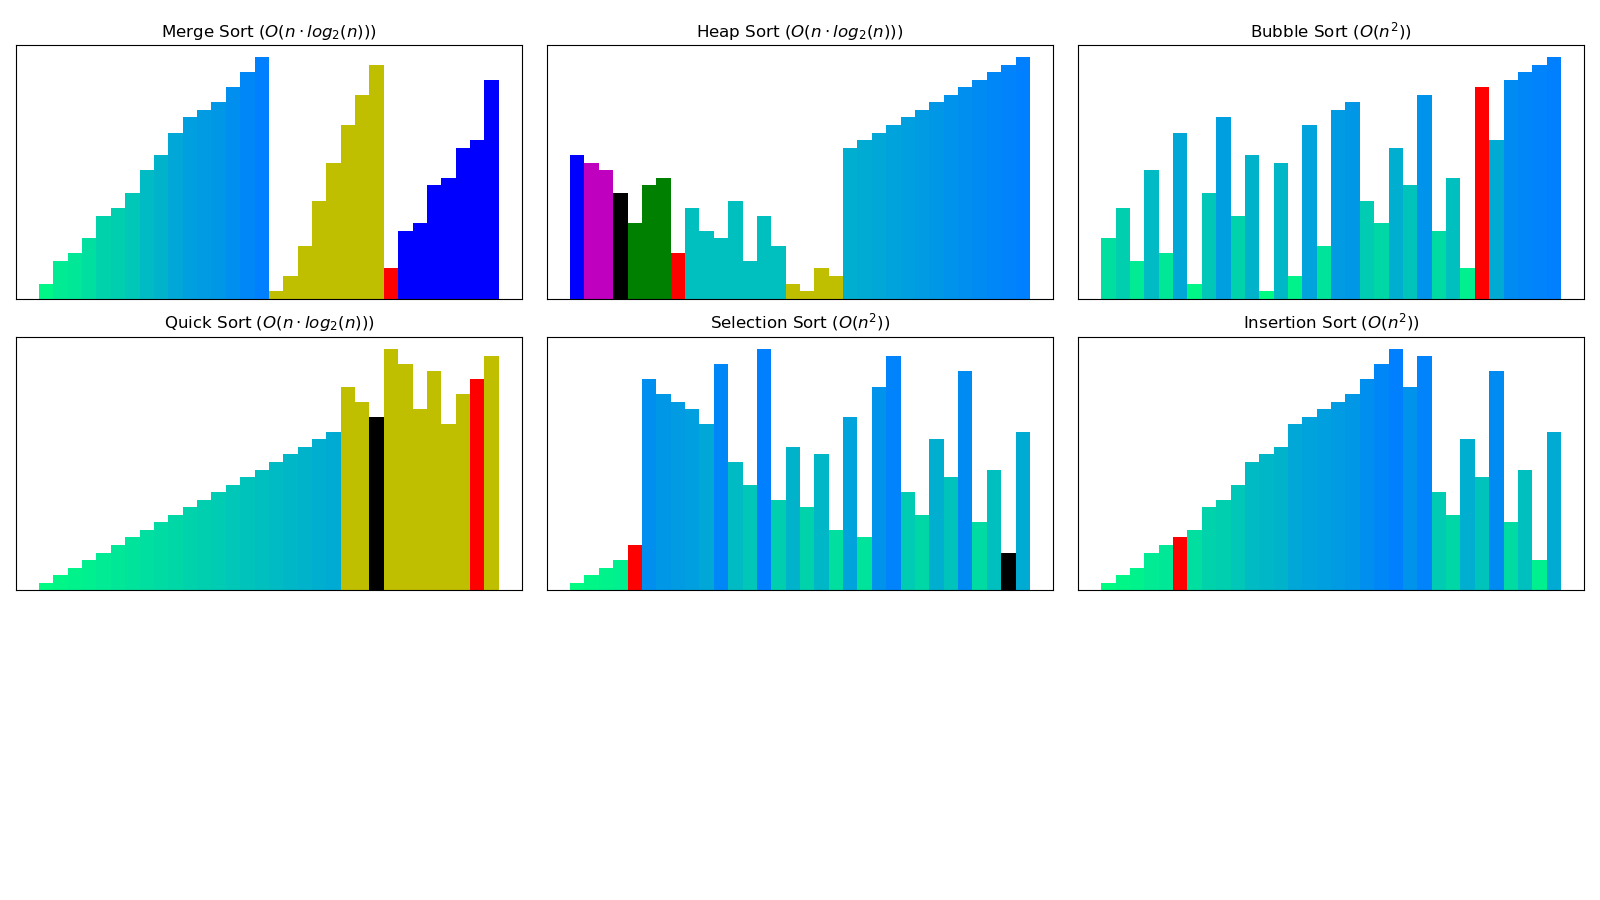 Merge Sort (O(n · log₂(n)))
Heap Sort (O(n · log₂(n)))
Bubble Sort (O(n²))
Quick Sort (O(n · log₂(n)))
Selection Sort (O(n²))
Insertion Sort (O(n²))